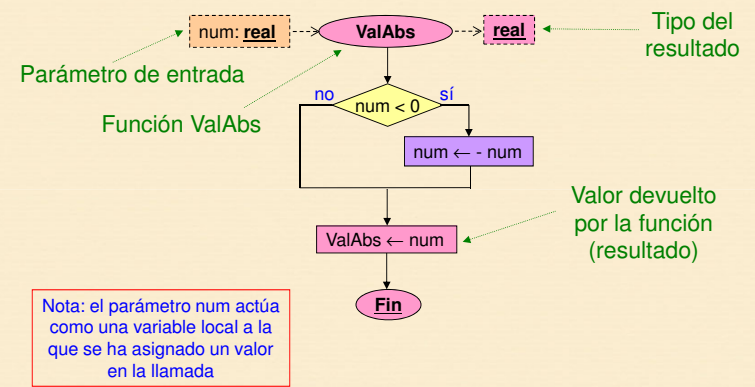 num: real
ValAbs
real
Tipo del
resultado
Parámetro de entrada
Función ValAbs
no
sí
num < 0
num ← - num
Valor devuelto
por la función
(resultado)
ValAbs ← num
Fin
Nota: el parámetro num actúa
como una variable local a la
que se ha asignado un valor
en la llamada